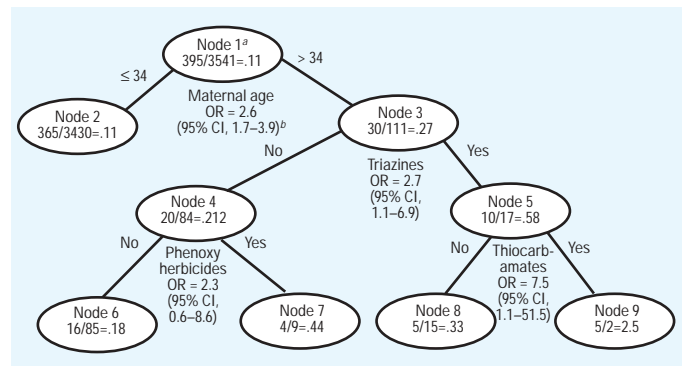 Node 1a
395/3541=.11
≤ 34
> 34
Maternal age
OR = 2.6
(95% CI, 1.7–3.9)b
Node 2
365/3430=.11
Node 3
30/111=.27
No
Yes
Triazines
OR = 2.7
(95% CI,
1.1–6.9)
Node 4
20/84=.212
Node 5
10/17=.58
No
Yes
Phenoxy
herbicides
OR = 2.3
(95% CI,
0.6–8.6)
No
Yes
Thiocarb-
amates
OR = 7.5
(95% CI,
1.1–51.5)
Node 6
16/85=.18
Node 7
4/9=.44
Node 8
5/15=.33
Node 9
5/2=2.5